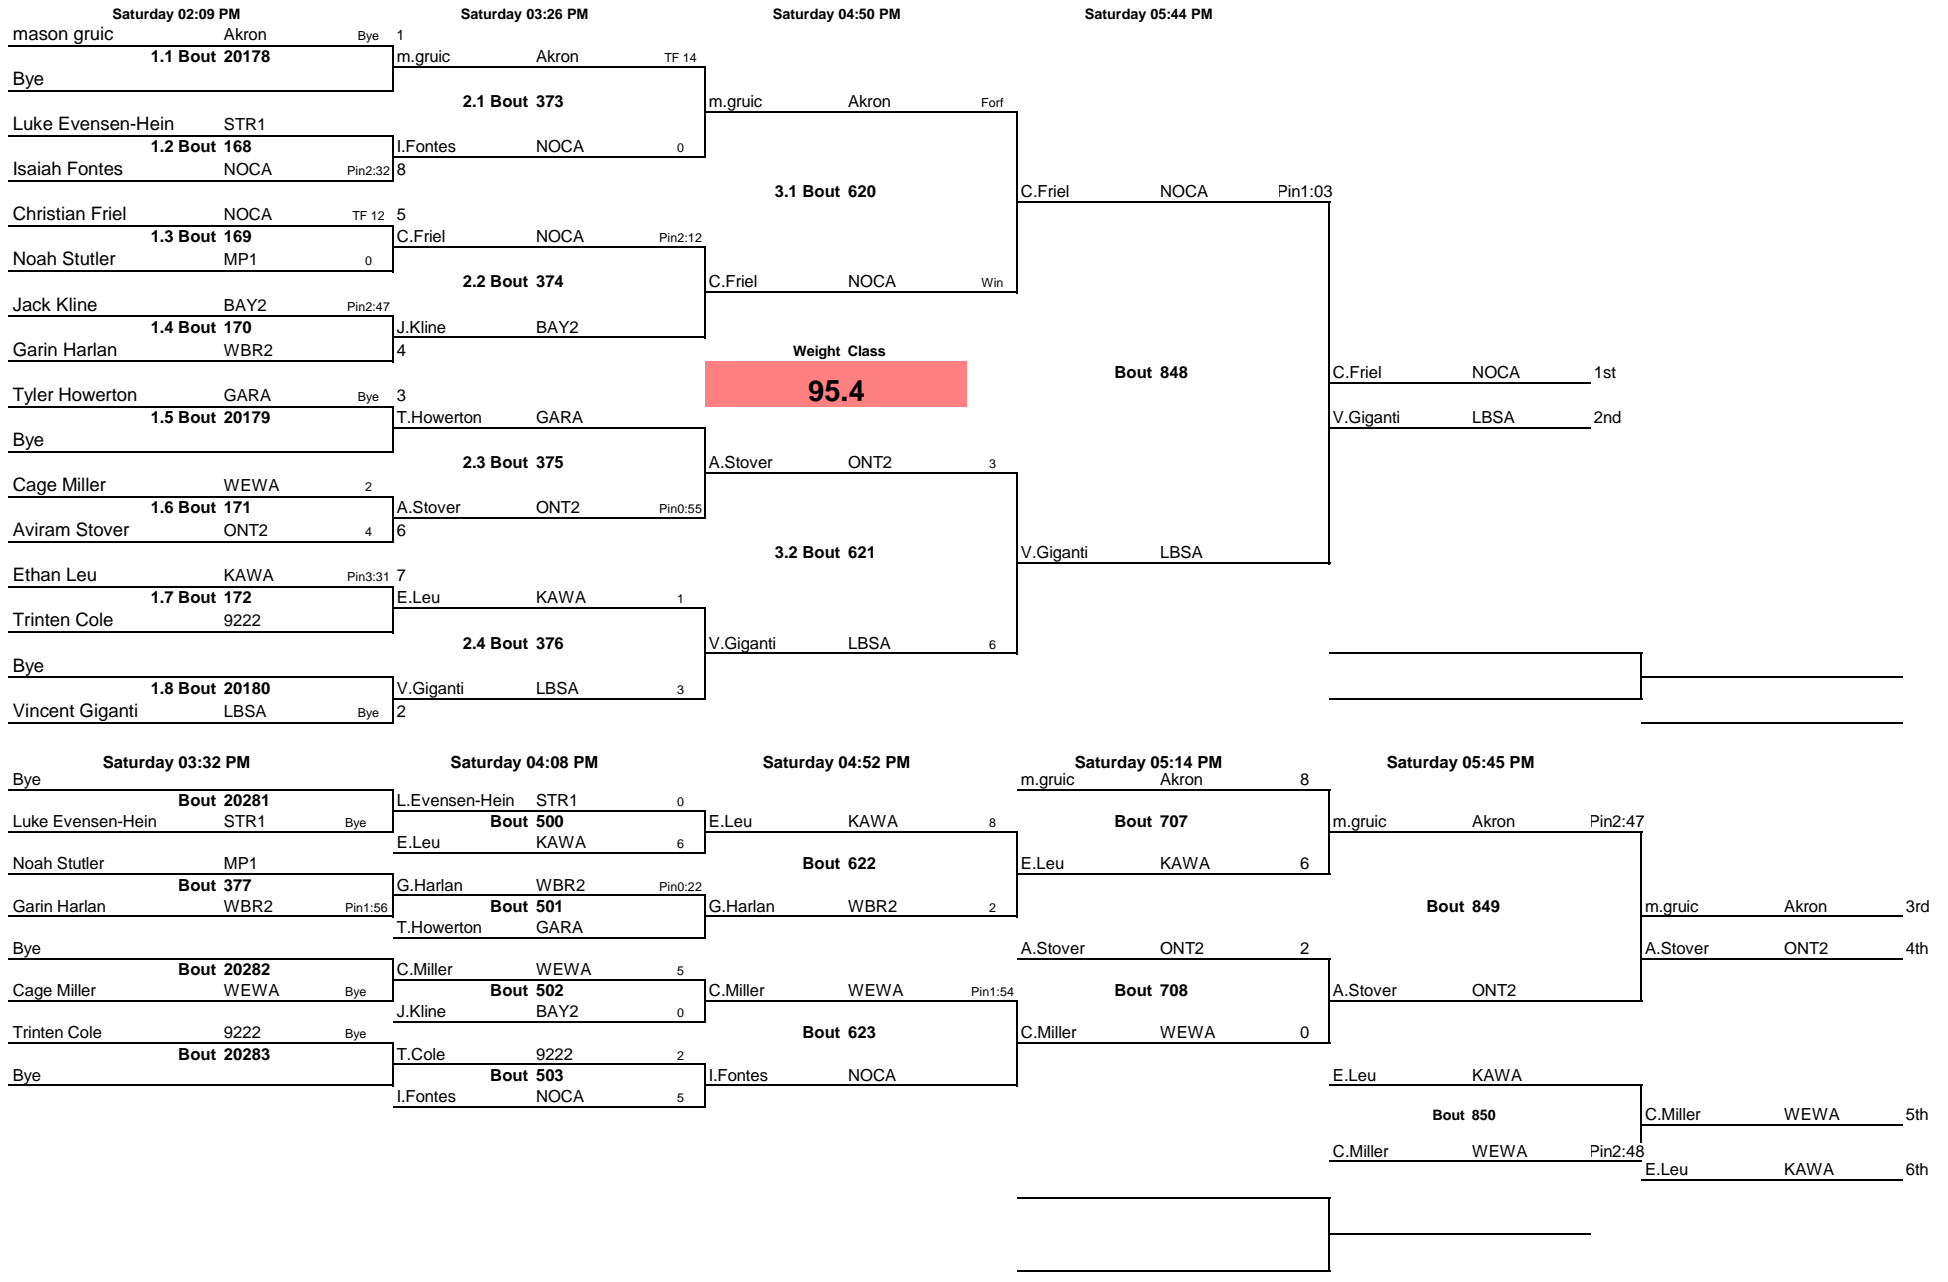 Saturday 02:09 PM Saturday 03:26 PM Saturday 04:50 PM Saturday 05:44 PM
mason gruic Akron Bye 1
1.1 Bout 20178 m.gruic Akron TF 14
Bye
2.1 Bout 373 m.gruic Akron Forf
Luke Evensen-Hein STR1
1.2 Bout 168 I.Fontes NOCA 0
Isaiah Fontes NOCA Pin2:32 8
3.1 Bout 620 C.Friel NOCA Pin1:03
Christian Friel NOCA TF 12 5
1.3 Bout 169 C.Friel NOCA Pin2:12
Noah Stutler MP1 0
2.2 Bout 374 C.Friel NOCA Win
Jack Kline BAY2 Pin2:47
1.4 Bout 170 J.Kline BAY2
Garin Harlan WBR2 4 Weight Class
Bout 848 C.Friel NOCA 1st
95.4
Tyler Howerton GARA Bye 3
1.5 Bout 20179 T.Howerton GARA V.Giganti LBSA 2nd
Bye
2.3 Bout 375 A.Stover ONT2 3
Cage Miller WEWA 2
1.6 Bout 171 A.Stover ONT2 Pin0:55
Aviram Stover ONT2 4 6
3.2 Bout 621 V.Giganti LBSA
Ethan Leu KAWA Pin3:31 7
1.7 Bout 172 E.Leu KAWA 1
Trinten Cole 9222
2.4 Bout 376 V.Giganti LBSA 6
Bye
1.8 Bout 20180 V.Giganti LBSA 3
Vincent Giganti LBSA Bye 2
Saturday 03:32 PM Saturday 04:08 PM Saturday 04:52 PM Saturday 05:14 PM Saturday 05:45 PM
Bye m.gruic Akron 8
Bout 20281 L.Evensen-Hein STR1 0
Luke Evensen-Hein STR1 Bye Bout 500 E.Leu KAWA 8 Bout 707 m.gruic Akron Pin2:47
E.Leu KAWA 6
Noah Stutler MP1 Bout 622 E.Leu KAWA 6
Bout 377 G.Harlan WBR2 Pin0:22
Garin Harlan WBR2 Pin1:56 Bout 501 G.Harlan WBR2 2 Bout 849 m.gruic Akron 3rd
T.Howerton GARA
Bye A.Stover ONT2 2 A.Stover ONT2 4th
Bout 20282 C.Miller WEWA 5
Cage Miller WEWA Bye Bout 502 C.Miller WEWA Pin1:54 Bout 708 A.Stover ONT2
J.Kline BAY2 0
Trinten Cole 9222 Bye Bout 623 C.Miller WEWA 0
Bout 20283 T.Cole 9222 2
Bye Bout 503 I.Fontes NOCA E.Leu KAWA
I.Fontes NOCA 5
Bout 850 C.Miller WEWA 5th
C.Miller WEWA Pin2:48
E.Leu KAWA 6th